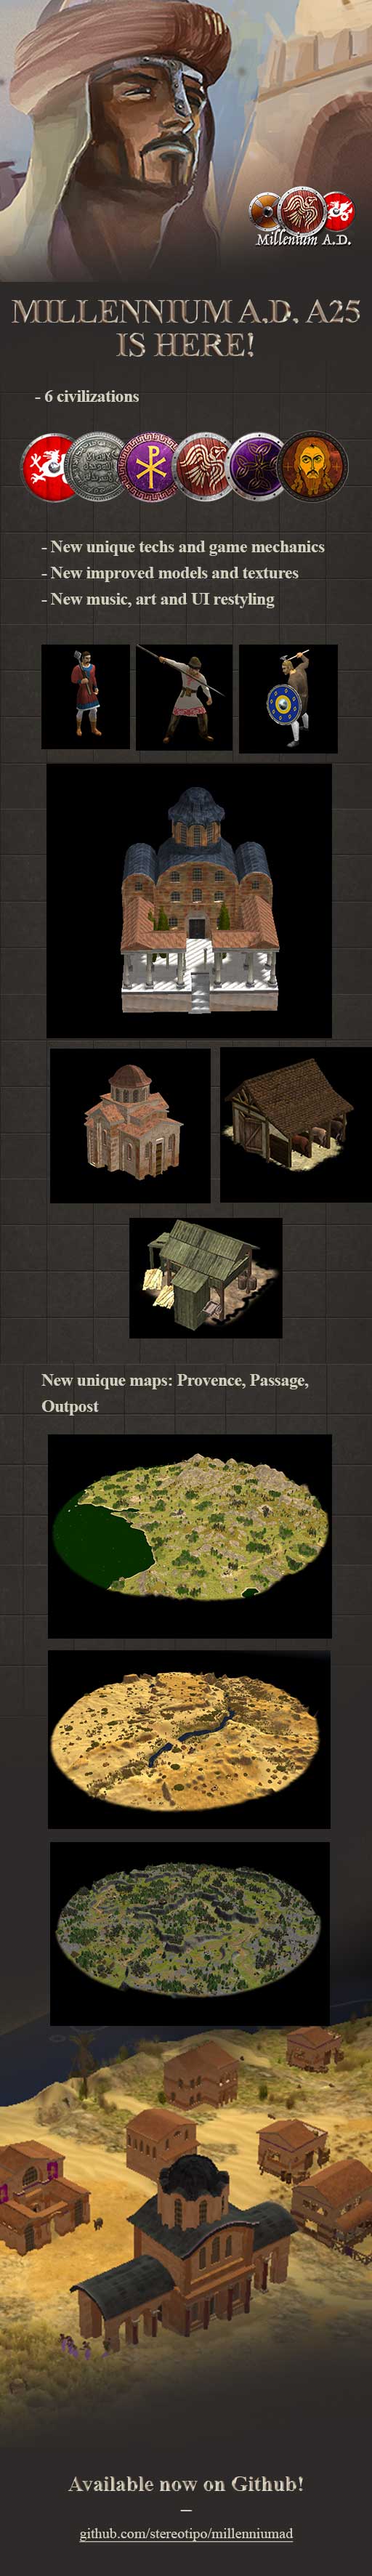 Millenium A.D.
MILLENNIUM A.D. A25
IS HERE!
- 6 civilizations
- New unique techs and game mechanics
- New improved models and textures
- New music, art and UI restyling
New unique maps: Provence, Passage,
Outpost
Available now on Github!
–
github.com/stereotipo/millenniumad